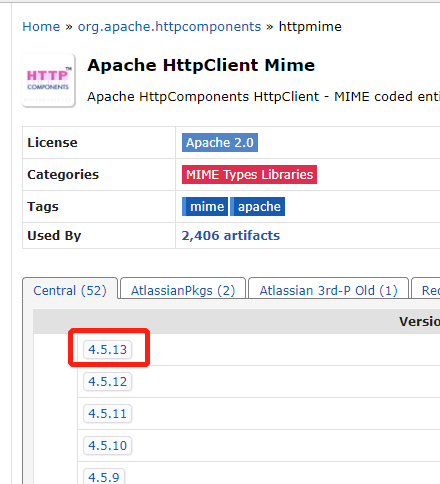 Home » org.apache.httpcomponents » httpmime
HTTP
COMPONENTS
Apache HttpClient Mime
Apache HttpComponents HttpClient - MIME coded enti
License Apache 2.0
Categories MIME Types Libraries
Tags mime apache
Used By 2,406 artifacts
Central (52) AtlassianPkgs (2) Atlassian 3rd-P Old (1) Rec
Versio
4.5.13
4.5.12
4.5.11
4.5.10
4.5.9